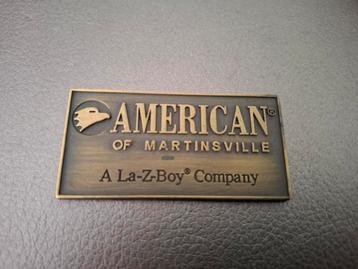 AMERICAN®
OF MARTINSVILLE
A La-Z-Boy® Company